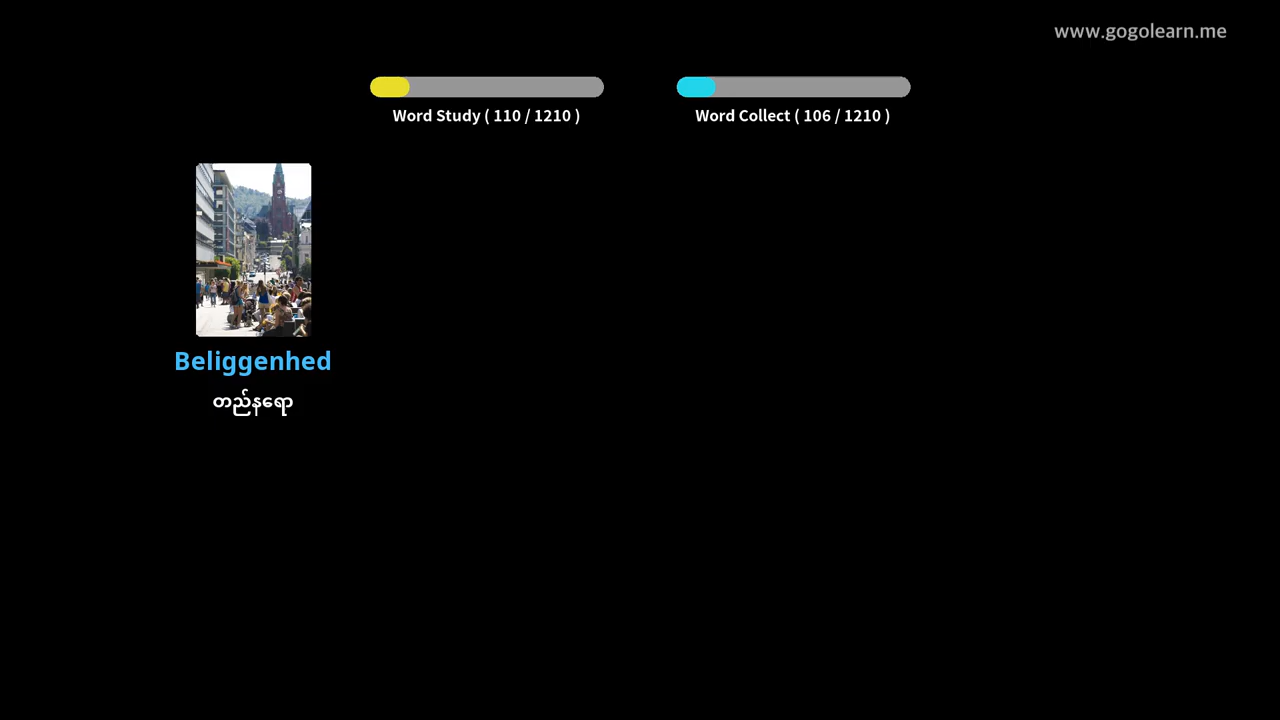 www.gogolearn.me
Word Study ( 110 / 1210 )
Word Collect ( 106 / 1210 )
Beliggenhed
တည်နရော